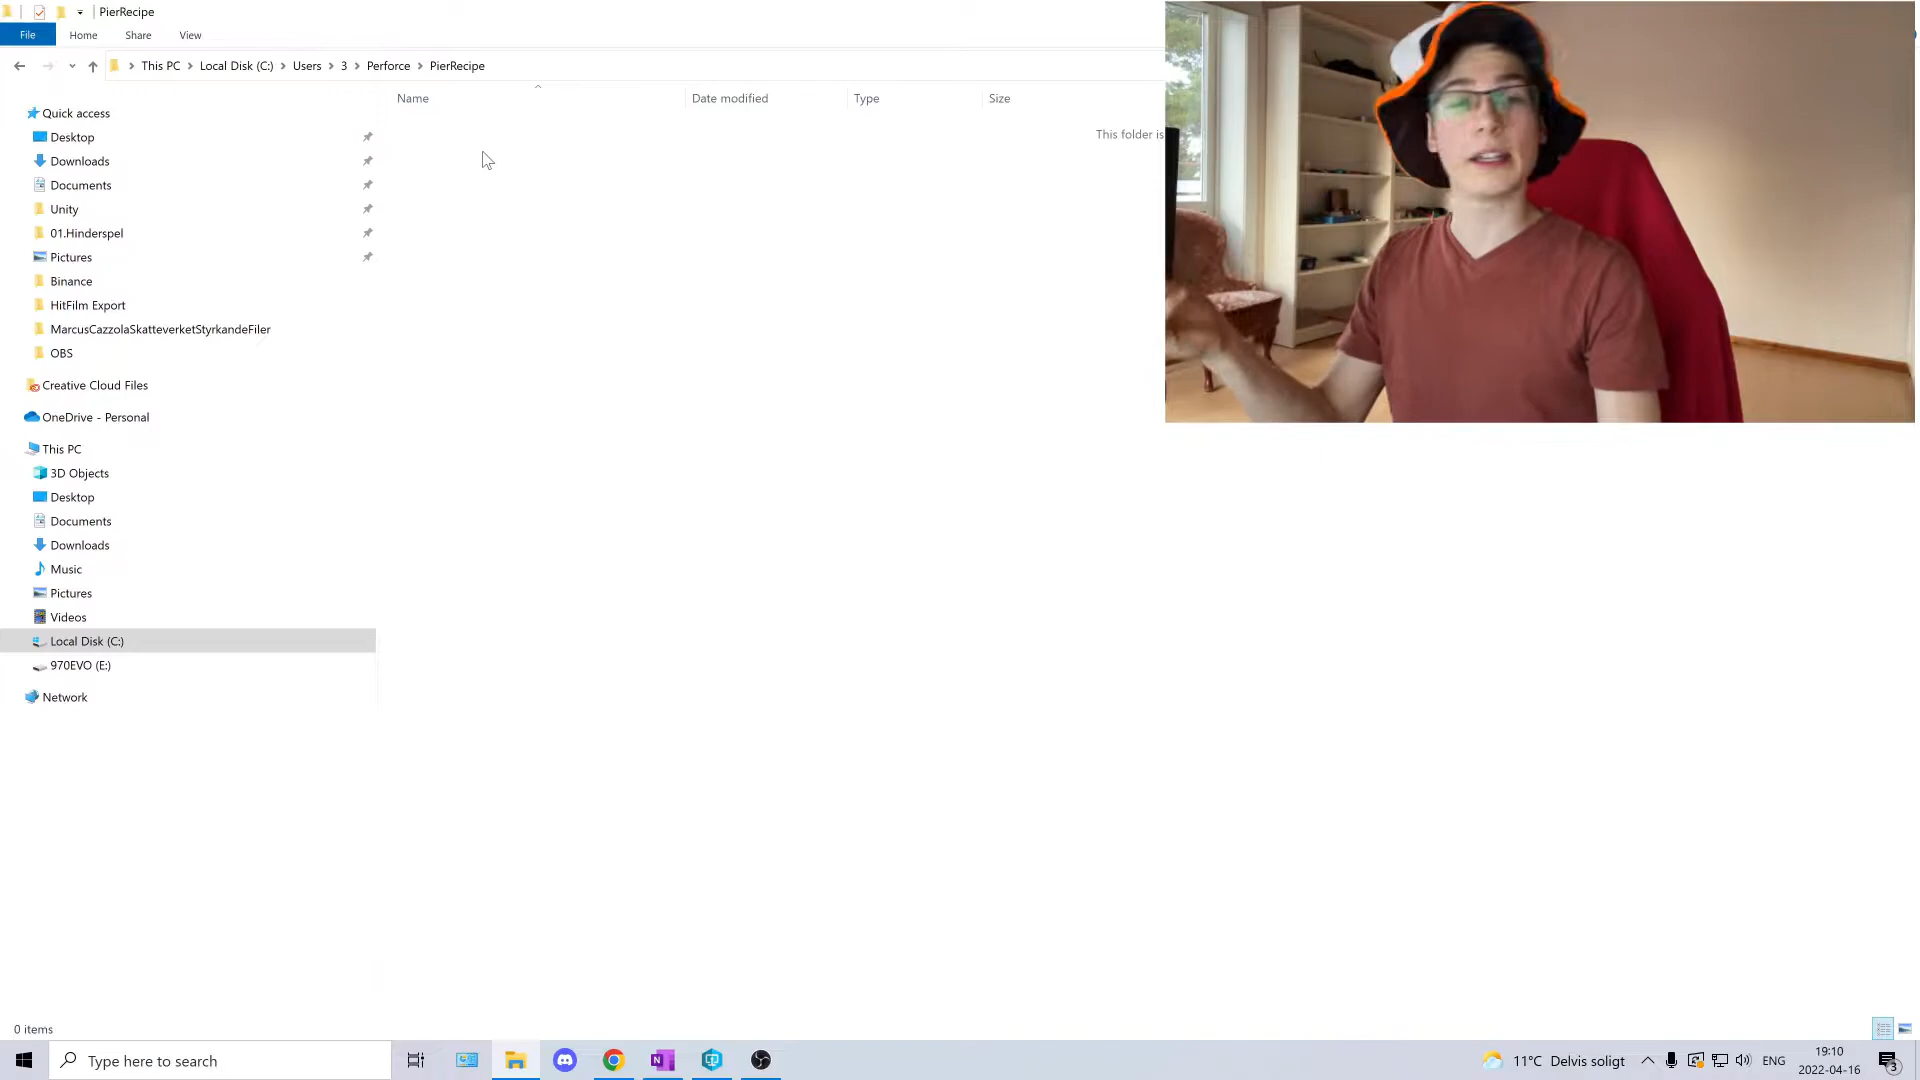 PierRecipe
File Home Share View
This PC Local Disk (C:) Users 3 Perforce PierRecipe
Name Date modified Type Size
This folder is
Quick access
Desktop
Downloads
Documents
Unity
01.Hinderspel
Pictures
Binance
HitFilm Export
MarcusCazzolaSkatteverketStyrkandeFiler
OBS
Creative Cloud Files
OneDrive - Personal
This PC
3D Objects
Desktop
Documents
Downloads
Music
Pictures
Videos
Local Disk (C:)
970EVO (E:)
Network
0 items
Type here to search
N
11°C Delvis soligt
ENG
19:10
2022-04-16
3